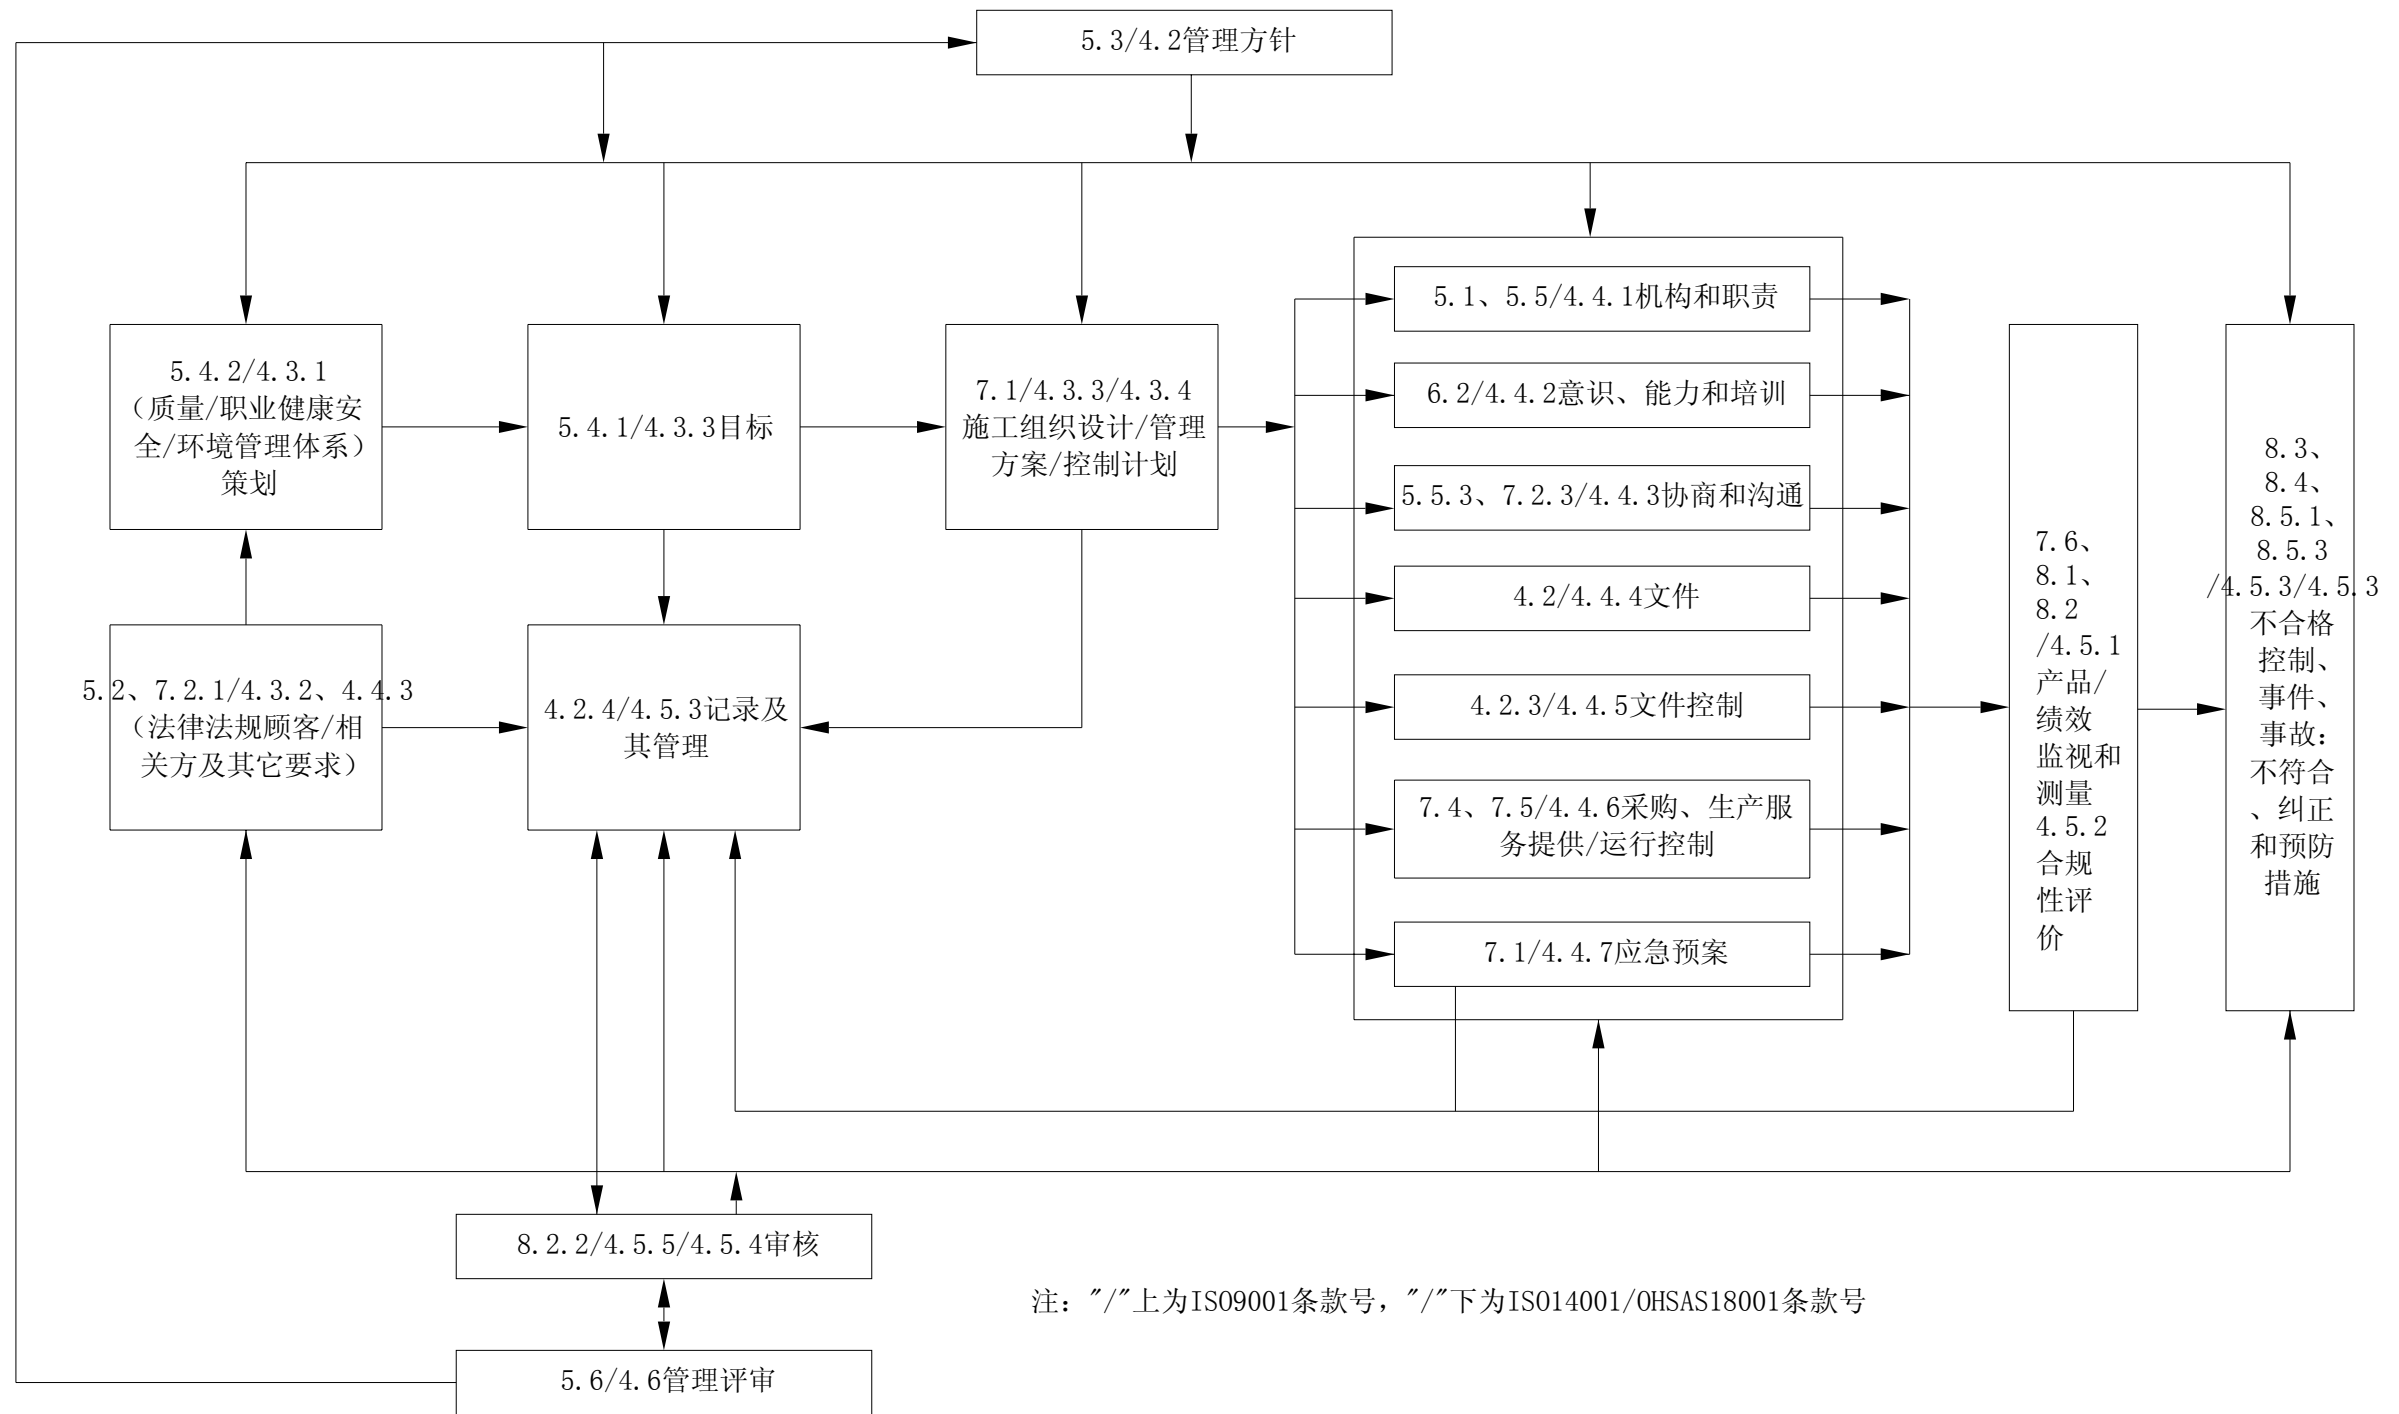 5.3/4.2管理方针
5.4.2/4.3.1
（质量/职业健康安
全/环境管理体系）
策划
5.4.1/4.3.3目标
7.1/4.3.3/4.3.4
施工组织设计/管理
方案/控制计划
5.1、5.5/4.4.1机构和职责
6.2/4.4.2意识、能力和培训
5.5.3、7.2.3/4.4.3协商和沟通
4.2/4.4.4文件
4.2.3/4.4.5文件控制
7.4、7.5/4.4.6采购、生产服
务提供/运行控制
7.1/4.4.7应急预案
7.6、
8.1、
8.2
/4.5.1
产品/
绩效
监视和
测量
4.5.2
合规
性评
价
8.3、
8.4、
8.5.1、
8.5.3
/4.5.3/4.5.3
不合格
控制、
事件、
事故：
不符合
、纠正
和预防
措施
5.2、7.2.1/4.3.2、4.4.3
（法律法规顾客/相
关方及其它要求）
4.2.4/4.5.3记录及
其管理
8.2.2/4.5.5/4.5.4审核
5.6/4.6管理评审
注："/"上为ISO9001条款号，"/"下为ISO14001/OHSAS18001条款号